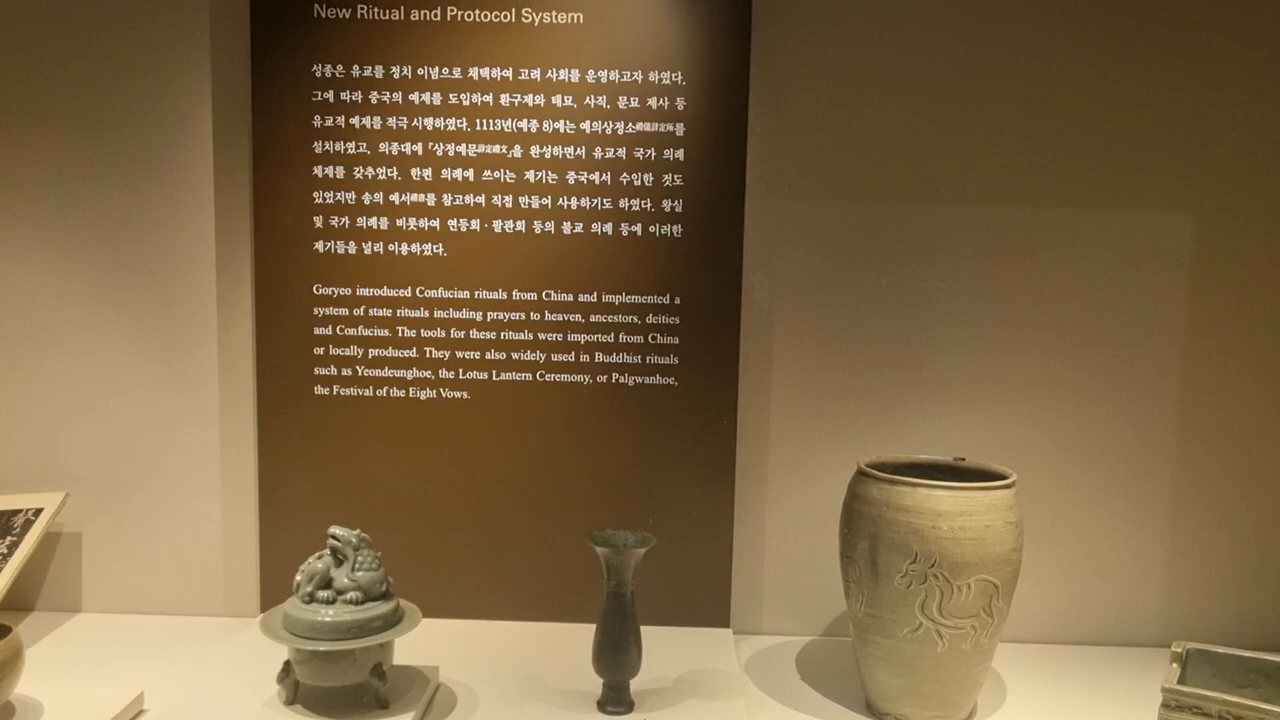 New Ritual and Protocol System
성종은 유교를 정치 이념으로 채택하여 고려 사회를 운영하고자 하였다.
그에 따라 중국의 예제를 도입하여 환구제와 태묘, 사직, 문묘 제사 등
유교적 예제를 적극 시행하였다. 1113년(예종 8)에는 예의상정소禮儀詳定所를
설치하였고, 의종대에 『상정예문詳定禮文』을 완성하면서 유교적 국가 의례
체제를 갖추었다. 한편 의례에 쓰이는 제기는 중국에서 수입한 것도
있었지만 송의 예서禮書를 참고하여 직접 만들어 사용하기도 하였다. 왕실
및 국가 의례를 비롯하여 연등회·팔관회 등의 불교 의례 등에 이러한
제기들을 널리 이용하였다.
Goryeo introduced Confucian rituals from China and implemented a
system of state rituals including prayers to heaven, ancestors, deities
and Confucius. The tools for these rituals were imported from China
or locally produced. They were also widely used in Buddhist rituals
such as Yeondeunghoe, the Lotus Lantern Ceremony, or Palgwanhoe,
the Festival of the Eight Vows.